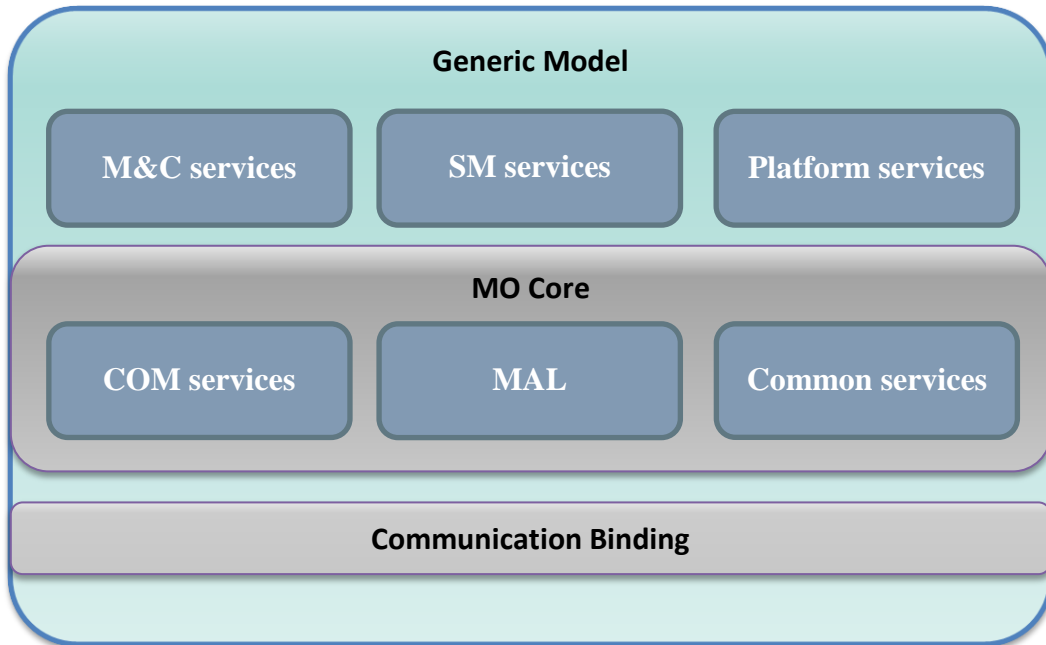 Generic Model
M&C services
SM services
Platform services
MO Core
COM services
MAL
Common services
Communication Binding